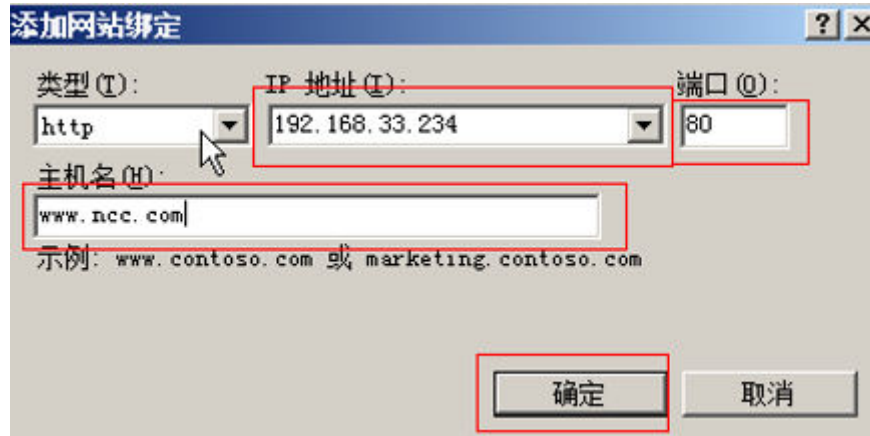 添加网站绑定
类型(T): IP 地址(I): 端口(O):
http 192.168.33.234 80
主机名(H):
www.ncc.com
示例: www.contoso.com 或 marketing.contoso.com
确定 取消